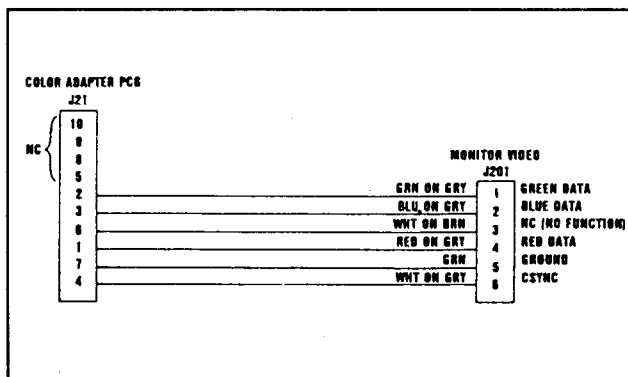 COLOR ADAPTER PCB
J21
10
9
8
5
NC
2
3
6
1
7
4
MONITOR VIDEO
J201
GRN ON GRY 1 GREEN DATA
BLU ON GRY 2 BLUE DATA
WHT ON BRN 3 NC (NO FUNCTION)
RED ON GRY 4 RED DATA
GRN 5 GROUND
WHT ON GRY 6 CSYNC